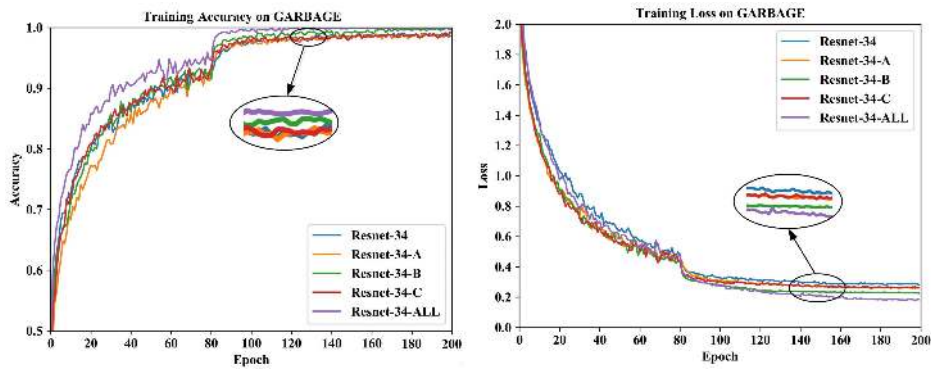 Training Accuracy on GARBAGE
1.0
0.9
0.8
0.7
0.6
0.5
Accuracy
0 20 40 60 80 100 120 140 160 180 200
Epoch
Resnet-34
Resnet-34-A
Resnet-34-B
Resnet-34-C
Resnet-34-ALL
Training Loss on GARBAGE
2.0
1.8
1.6
1.4
1.2
1.0
0.8
0.6
0.4
0.2
0.0
Loss
0 20 40 60 80 100 120 140 160 180 200
Epoch
Resnet-34
Resnet-34-A
Resnet-34-B
Resnet-34-C
Resnet-34-ALL